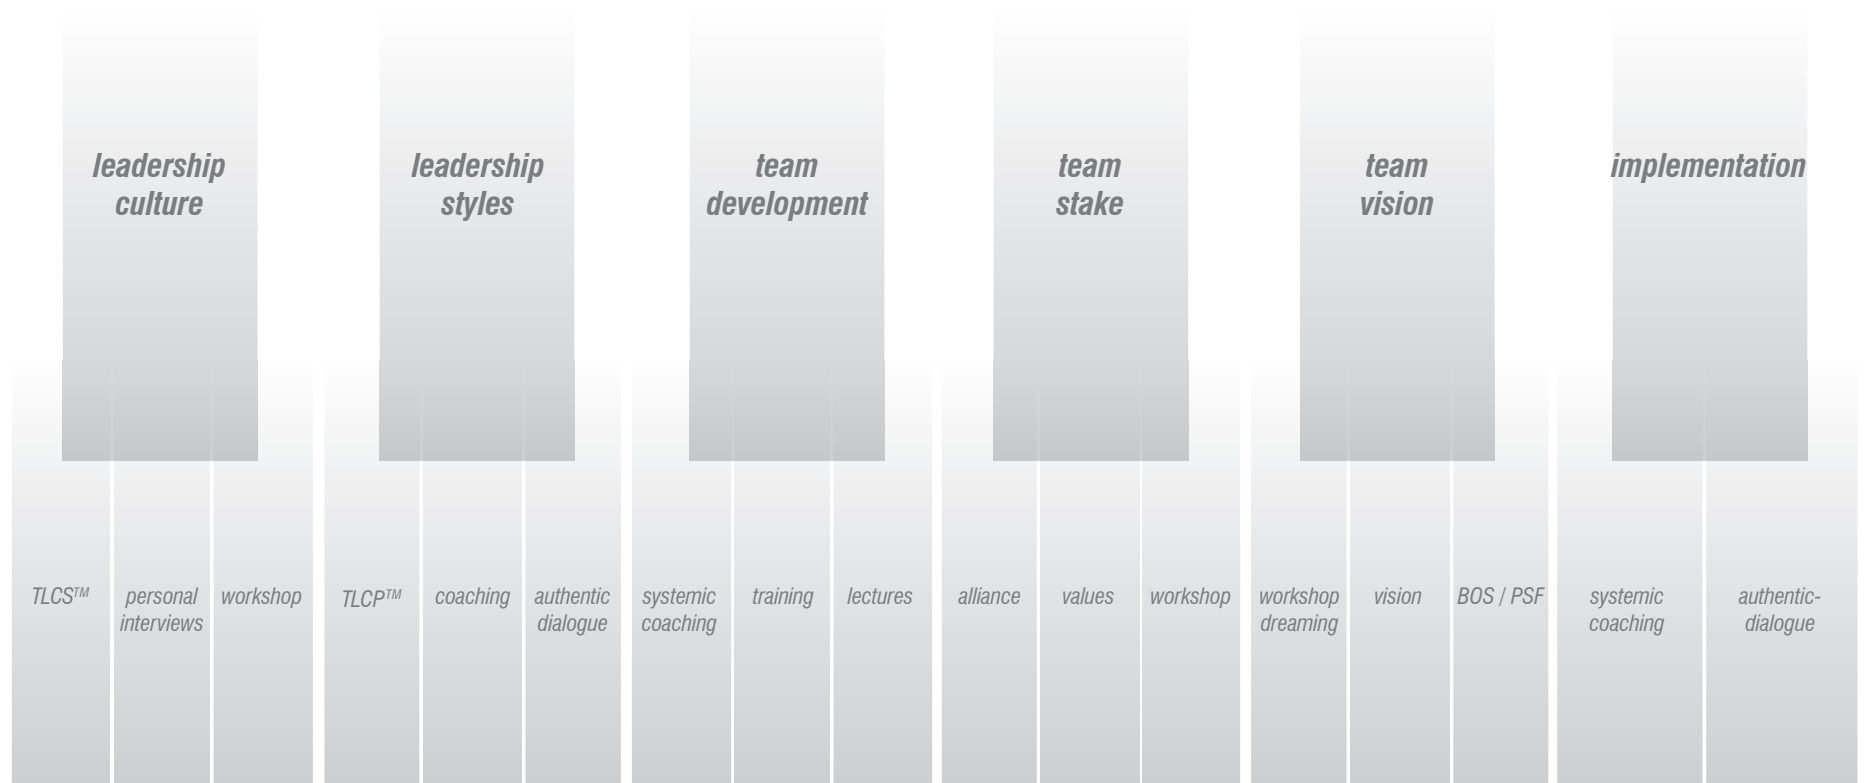 leadership
culture
leadership
styles
team
development
team
stake
team
vision
implementation
TLCS™
personal
interviews
workshop
TLCP™
coaching
authentic
dialogue
systemic
coaching
training
lectures
alliance
values
workshop
workshop
dreaming
vision
BOS / PSF
systemic
coaching
authentic-
dialogue